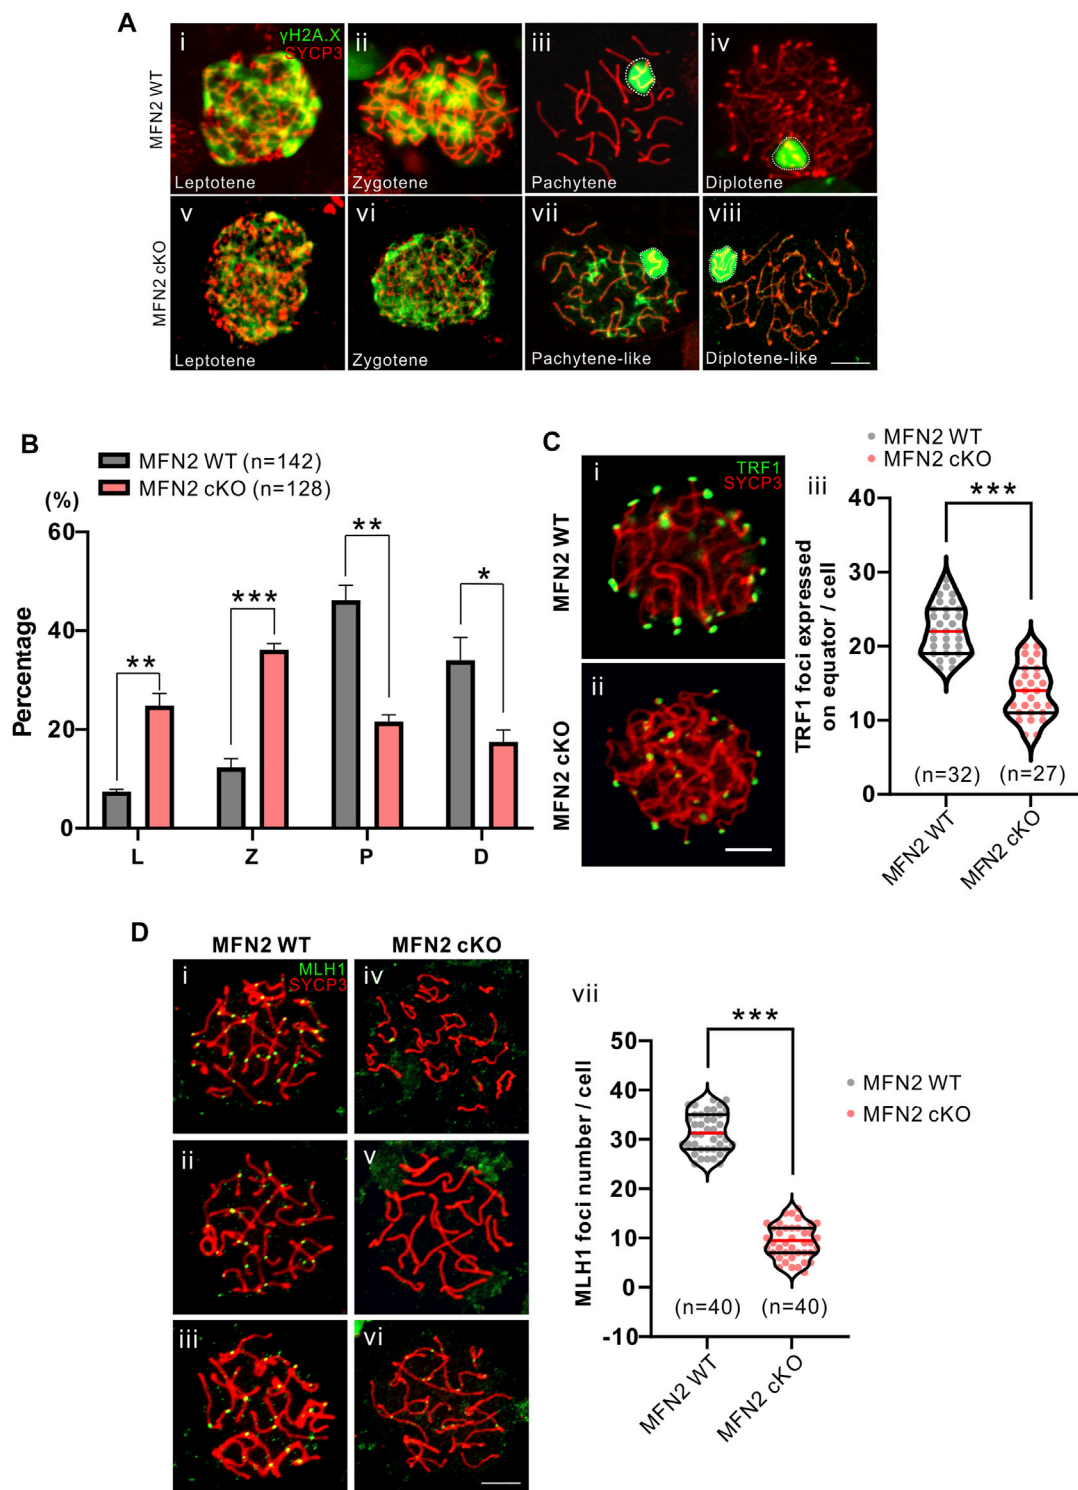 A
i
γH2A.X
SYCP3
ii
iii
iv
MFN2 WT
Leptotene
Zygotene
Pachytene
Diplotene
v
vi
vii
viii
MFN2 cKO
Leptotene
Zygotene
Pachytene-like
Diplotene-like
B
MFN2 WT (n=142)
MFN2 cKO (n=128)
(%)
Percentage
60
40
20
0
**
***
**
*
L
Z
P
D
C
i
TRF1
SYCP3
MFN2 WT
ii
MFN2 cKO
MFN2 WT
MFN2 cKO
iii
***
TRF1 foci expressed
on equator / cell
40
30
20
10
0
(n=32)
(n=27)
MFN2 WT
MFN2 cKO
D
MFN2 WT
MFN2 cKO
i
MLH1
SYCP3
iv
ii
v
iii
vi
vii
***
MLH1 foci number / cell
50
40
30
20
10
0
-10
(n=40)
(n=40)
MFN2 WT
MFN2 cKO
MFN2 WT
MFN2 cKO